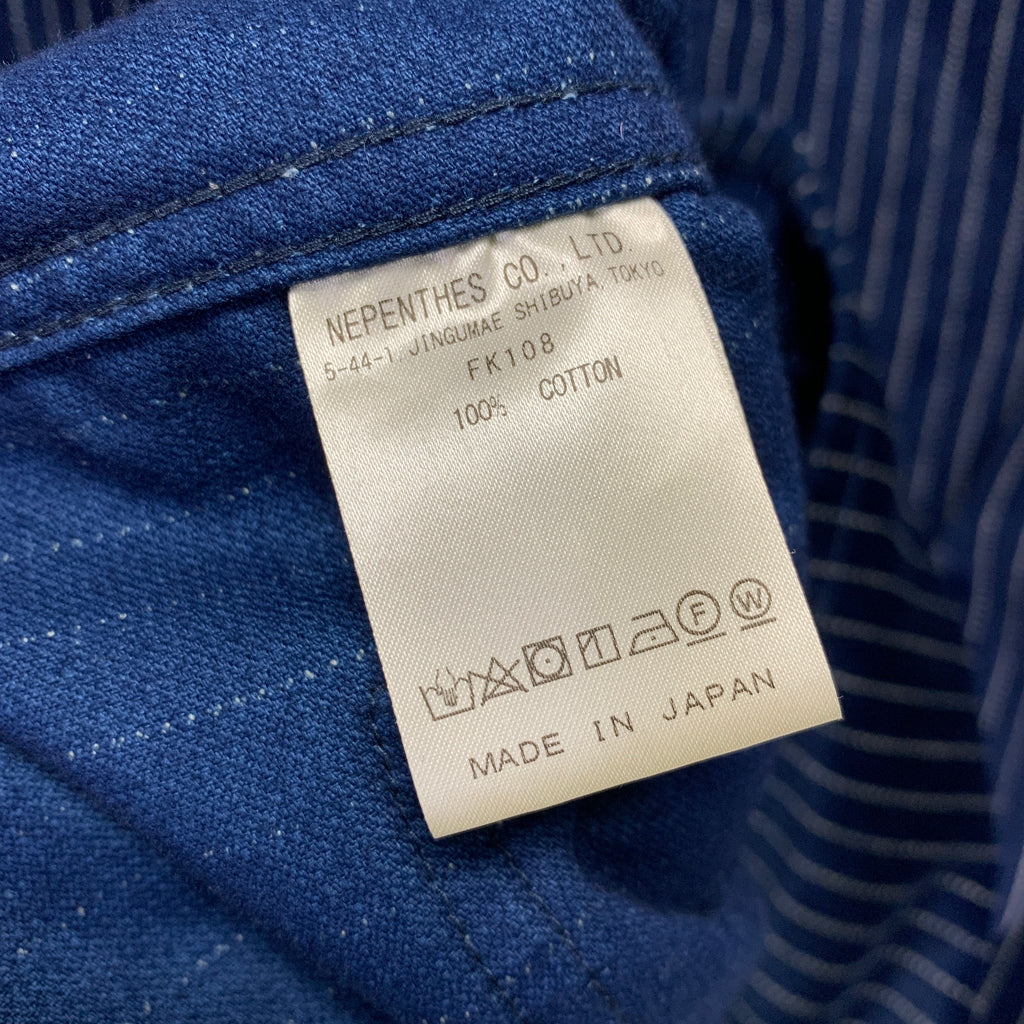 NEPENTHES CO.,LTD.
5-44-1 JINGUMAE SHIBUYA,TOKYO
FK108
100% COTTON
F W
MADE IN JAPAN